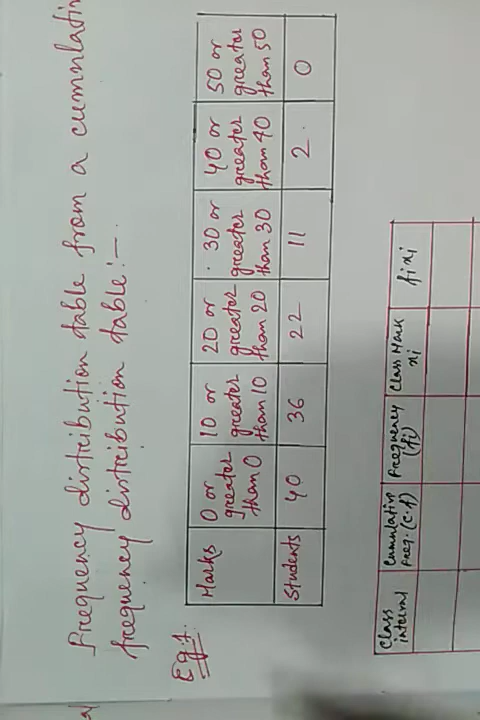 Frequency distribution table from a cumulativ
frequency distribution table:-
Eg 1.
Marks 0 or greater than 0 10 or greater than 10 20 or greater than 20 30 or greater than 30 40 or greater than 40 50 or greater than 50
Students 40 36 22 11 2 0
Class interval Cumulative Freq. (c.f) Frequency (fi) Class Mark xi fixi